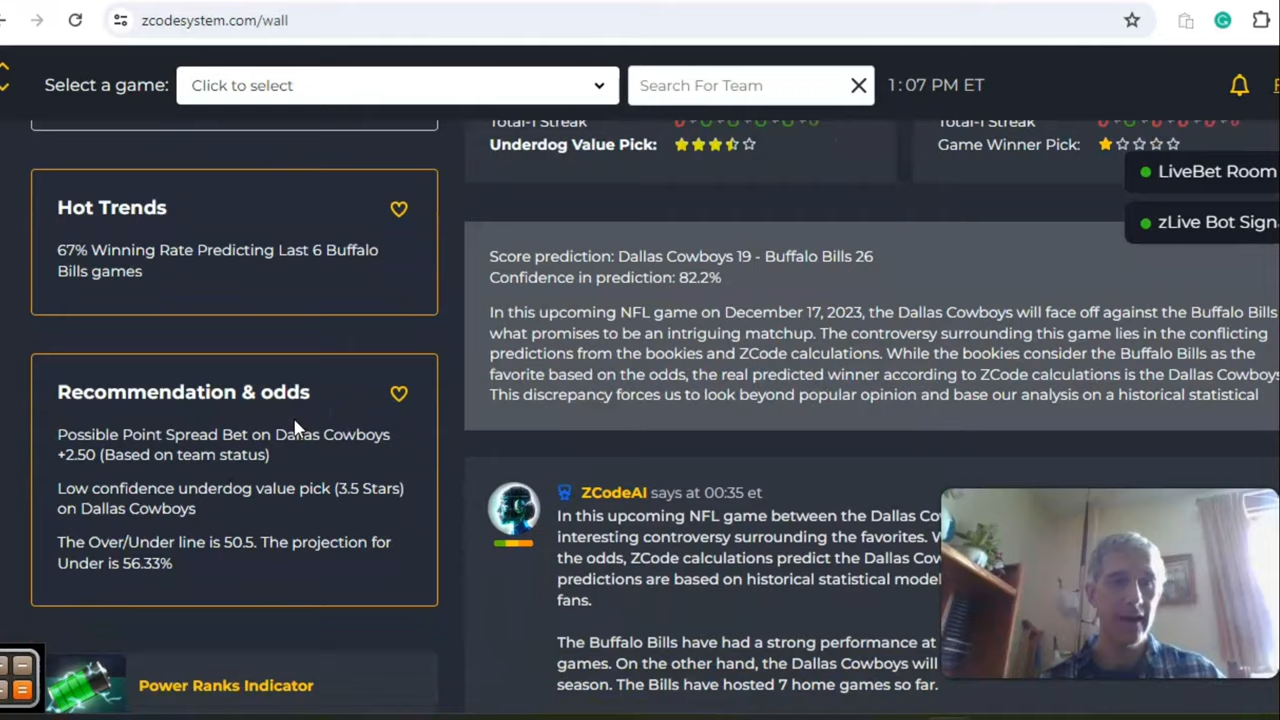 zcodesystem.com/wall
Select a game:
Click to select
Search For Team
1:07 PM ET
Total-1 Streak
Underdog Value Pick:
Total-1 Streak
Game Winner Pick:
LiveBet Room
zLive Bot Sign
Hot Trends
67% Winning Rate Predicting Last 6 Buffalo
Bills games
Recommendation & odds
Possible Point Spread Bet on Dallas Cowboys
+2.50 (Based on team status)
Low confidence underdog value pick (3.5 Stars)
on Dallas Cowboys
The Over/Under line is 50.5. The projection for
Under is 56.33%
Power Ranks Indicator
Score prediction: Dallas Cowboys 19 - Buffalo Bills 26
Confidence in prediction: 82.2%
In this upcoming NFL game on December 17, 2023, the Dallas Cowboys will face off against the Buffalo Bills
what promises to be an intriguing matchup. The controversy surrounding this game lies in the conflicting
predictions from the bookies and ZCode calculations. While the bookies consider the Buffalo Bills as the
favorite based on the odds, the real predicted winner according to ZCode calculations is the Dallas Cowboys
This discrepancy forces us to look beyond popular opinion and base our analysis on a historical statistical
ZCodeAI says at 00:35 et
In this upcoming NFL game between the Dallas Co
interesting controversy surrounding the favorites. W
the odds, ZCode calculations predict the Dallas Cow
predictions are based on historical statistical model
fans.
The Buffalo Bills have had a strong performance at
games. On the other hand, the Dallas Cowboys will
season. The Bills have hosted 7 home games so far.